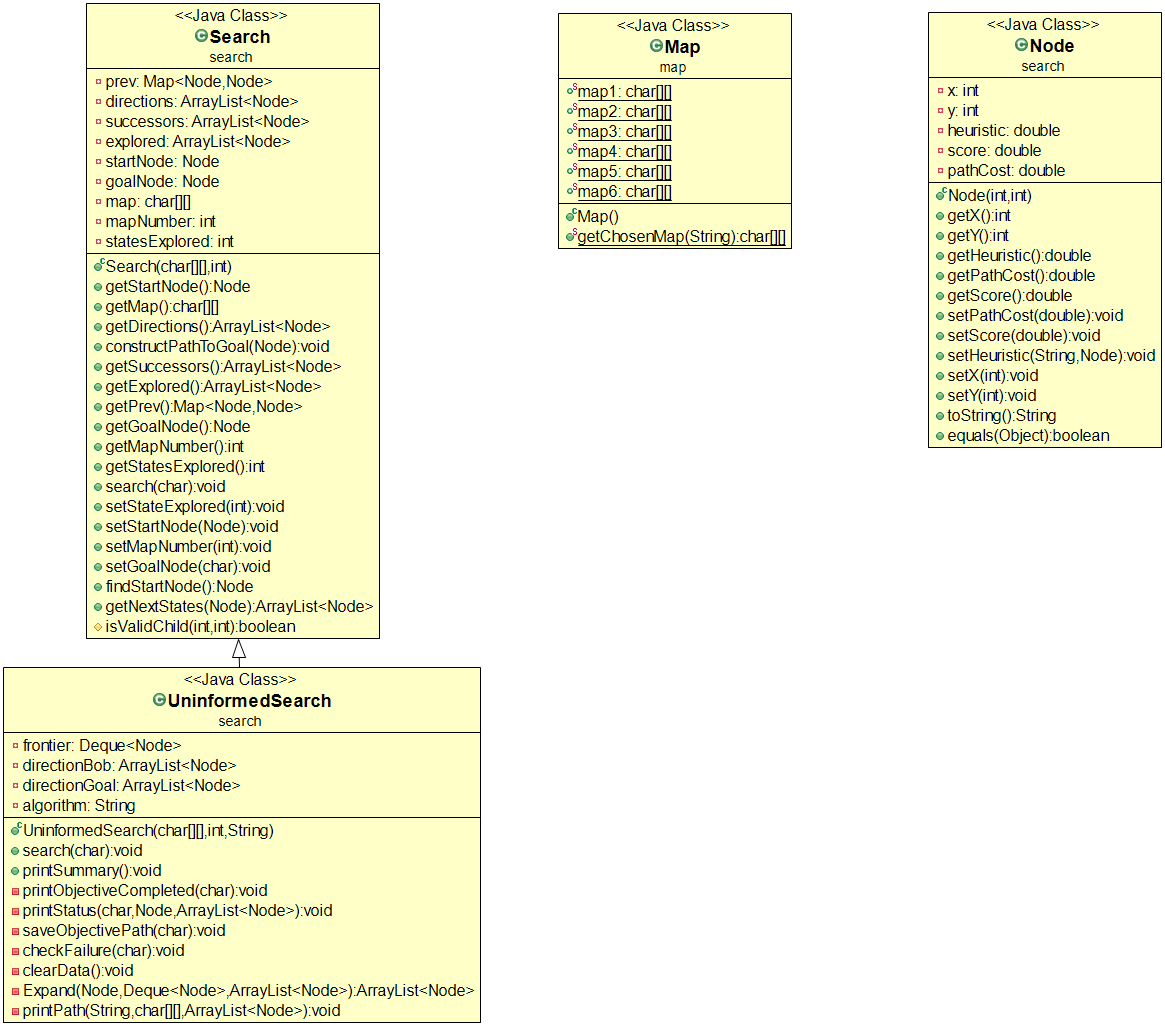 <<Java Class>>
Search
search
prev: Map<Node,Node>
directions: ArrayList<Node>
successors: ArrayList<Node>
explored: ArrayList<Node>
startNode: Node
goalNode: Node
map: char[][]
mapNumber: int
statesExplored: int
Search(char[][],int)
getStartNode():Node
getMap():char[][]
getDirections():ArrayList<Node>
constructPathToGoal(Node):void
getSuccessors():ArrayList<Node>
getExplored():ArrayList<Node>
getPrev():Map<Node,Node>
getGoalNode():Node
getMapNumber():int
getStatesExplored():int
search(char):void
setStateExplored(int):void
setStartNode(Node):void
setMapNumber(int):void
setGoalNode(char):void
findStartNode():Node
getNextStates(Node):ArrayList<Node>
isValidChild(int,int):boolean
<<Java Class>>
UninformedSearch
search
frontier: Deque<Node>
directionBob: ArrayList<Node>
directionGoal: ArrayList<Node>
algorithm: String
UninformedSearch(char[][],int,String)
search(char):void
printSummary():void
printObjectiveCompleted(char):void
printStatus(char,Node,ArrayList<Node>):void
saveObjectivePath(char):void
checkFailure(char):void
clearData():void
Expand(Node,Deque<Node>,ArrayList<Node>):ArrayList<Node>
printPath(String,char[][],ArrayList<Node>):void
<<Java Class>>
Map
map
map1: char[][]
map2: char[][]
map3: char[][]
map4: char[][]
map5: char[][]
map6: char[][]
Map()
getChosenMap(String):char[][]
<<Java Class>>
Node
search
x: int
y: int
heuristic: double
score: double
pathCost: double
Node(int,int)
getX():int
getY():int
getHeuristic():double
getPathCost():double
getScore():double
setPathCost(double):void
setScore(double):void
setHeuristic(String,Node):void
setX(int):void
setY(int):void
toString():String
equals(Object):boolean